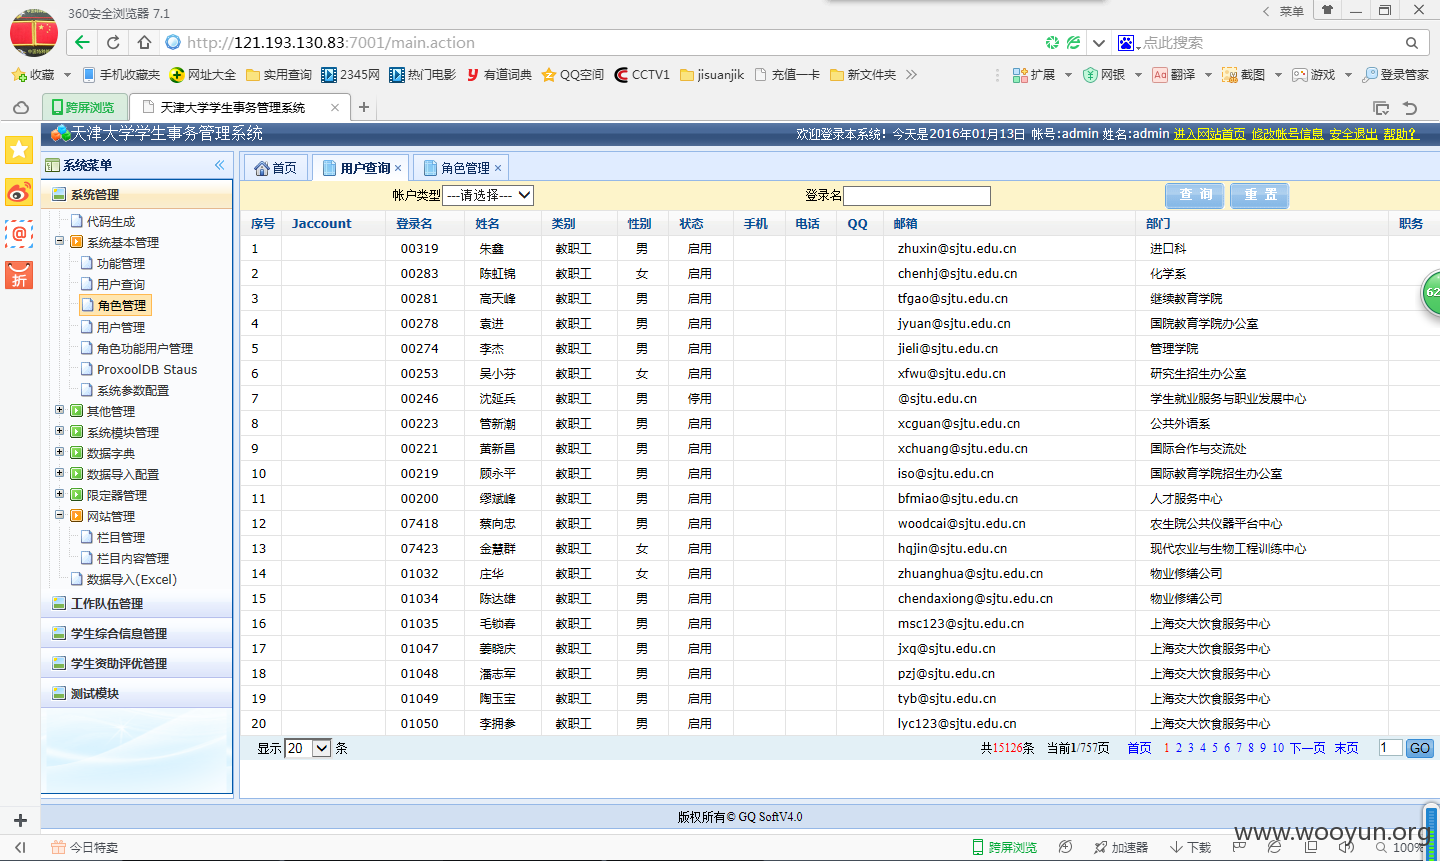 360安全浏览器 7.1
菜单
http://121.193.130.83:7001/main.action
点此搜索
收藏 手机收藏夹 网址大全 实用查询 2345网 热门电影 有道词典 QQ空间 CCTV1 jisuanjik 充值一卡 新文件夹 扩展 网银 翻译 截图 游戏 登录管家
跨屏浏览 天津大学学生事务管理系统
天津大学学生事务管理系统
欢迎登录本系统! 今天是2016年01月13日 帐号:admin 姓名:admin 进入网站首页 修改帐号信息 安全退出 帮助?
系统菜单
系统管理
代码生成
系统基本管理
功能管理
用户查询
角色管理
用户管理
角色功能用户管理
ProxoolDB Staus
系统参数配置
其他管理
系统模块管理
数据字典
数据导入配置
限定器管理
网站管理
栏目管理
栏目内容管理
数据导入(Excel)
工作队伍管理
学生综合信息管理
学生资助评优管理
测试模块
首页 用户查询 角色管理
帐户类型 ---请选择--- 登录名 查 询 重 置
序号 Jaccount 登录名 姓名 类别 性别 状态 手机 电话 QQ 邮箱 部门 职务
1 00319 朱鑫 教职工 男 启用 zhuxin@sjtu.edu.cn 进口科
2 00283 陈虹锦 教职工 女 启用 chenhj@sjtu.edu.cn 化学系
3 00281 高天峰 教职工 男 启用 tfgao@sjtu.edu.cn 继续教育学院
4 00278 袁进 教职工 男 启用 jyuan@sjtu.edu.cn 国院教育学院办公室
5 00274 李杰 教职工 男 启用 jieli@sjtu.edu.cn 管理学院
6 00253 吴小芬 教职工 女 启用 xfwu@sjtu.edu.cn 研究生招生办公室
7 00246 沈延兵 教职工 男 停用 @sjtu.edu.cn 学生就业服务与职业发展中心
8 00223 管新潮 教职工 男 启用 xcguan@sjtu.edu.cn 公共外语系
9 00221 黄新昌 教职工 男 启用 xchuang@sjtu.edu.cn 国际合作与交流处
10 00219 顾永平 教职工 男 启用 iso@sjtu.edu.cn 国际教育学院招生办公室
11 00200 缪斌峰 教职工 男 启用 bfmiao@sjtu.edu.cn 人才服务中心
12 07418 蔡向忠 教职工 男 启用 woodcai@sjtu.edu.cn 农生院公共仪器平台中心
13 07423 金慧群 教职工 女 启用 hqjin@sjtu.edu.cn 现代农业与生物工程训练中心
14 01032 庄华 教职工 女 启用 zhuanghua@sjtu.edu.cn 物业修缮公司
15 01034 陈达雄 教职工 男 启用 chendaxiong@sjtu.edu.cn 物业修缮公司
16 01035 毛锁春 教职工 男 启用 msc123@sjtu.edu.cn 上海交大饮食服务中心
17 01047 姜晓庆 教职工 男 启用 jxq@sjtu.edu.cn 上海交大饮食服务中心
18 01048 潘志军 教职工 男 启用 pzj@sjtu.edu.cn 上海交大饮食服务中心
19 01049 陶玉宝 教职工 男 启用 tyb@sjtu.edu.cn 上海交大饮食服务中心
20 01050 李拥参 教职工 男 启用 lyc123@sjtu.edu.cn 上海交大饮食服务中心
显示 20 条 共15126条 当前1/757页 首页 1 2 3 4 5 6 7 8 9 10 下一页 末页 1 GO
62
折
版权所有© GQ SoftV4.0
www.wooyun.org
今日特卖 跨屏浏览 加速器 下载 100%